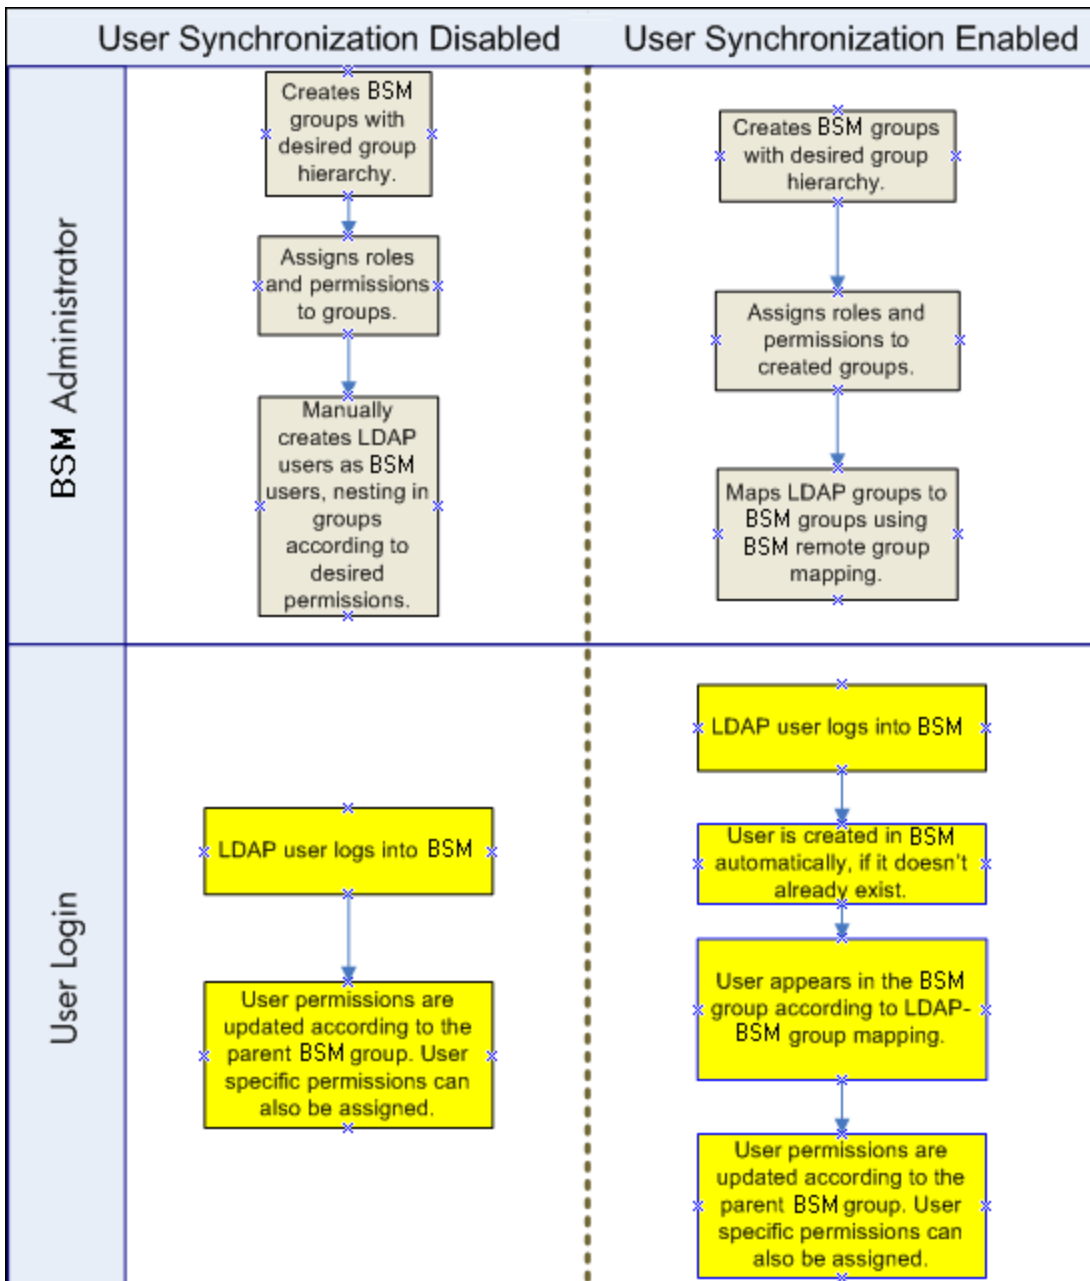 User Synchronization Disabled
User Synchronization Enabled
BSM Administrator
Creates BSM
groups with
desired group
hierarchy.
Assigns roles
and permissions
to groups.
Manually
creates LDAP
users as BSM
users, nesting in
groups
according to
desired
permissions.
Creates BSM groups
with desired group
hierarchy.
Assigns roles and
permissions to
created groups.
Maps LDAP groups to
BSM groups using
BSM remote group
mapping.
User Login
LDAP user logs into BSM
User permissions are
updated according to the
parent BSM group. User
specific permissions can
also be assigned.
LDAP user logs into BSM
User is created in BSM
automatically, if it doesn't
already exist.
User appears in the BSM
group according to LDAP-
BSM group mapping.
User permissions are
updated according to the
parent BSM group. User
specific permissions can
also be assigned.